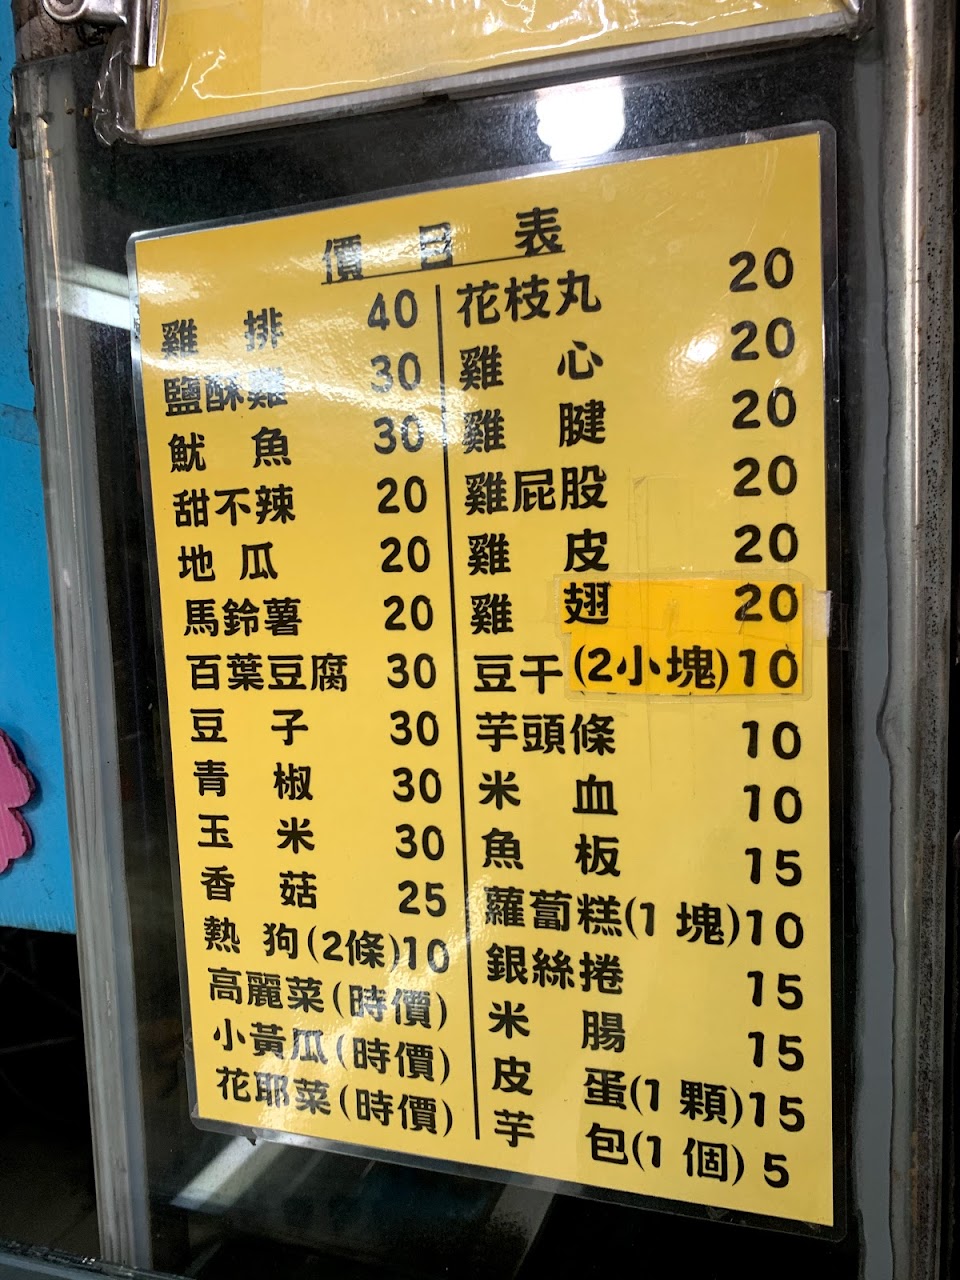 價目表
雞排 40
鹽酥雞 30
魷魚 30
甜不辣 20
地瓜 20
馬鈴薯 20
百葉豆腐 30
豆子 30
青椒 30
玉米 30
香菇 25
熱狗(2條)10
高麗菜(時價)
小黃瓜(時價)
花耶菜(時價)
花枝丸 20
雞心 20
雞腱 20
雞屁股 20
雞皮 20
雞翅 20
豆干(2小塊)10
芋頭條 10
米血 10
魚板 15
蘿蔔糕(1塊)10
銀絲捲 15
米腸 15
皮蛋(1顆)15
芋包(1個)5